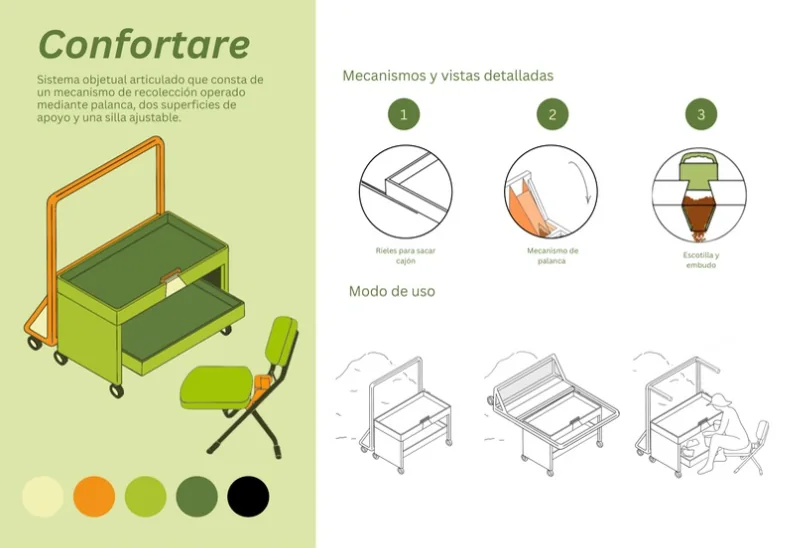 Confortare
Sistema objetual articulado que consta de
un mecanismo de recolección operado
mediante palanca, dos superficies de
apoyo y una silla ajustable.
Mecanismos y vistas detalladas
1
2
3
Rieles para sacar
cajón
Mecanismo de
palanca
Escotilla y
embudo
Modo de uso